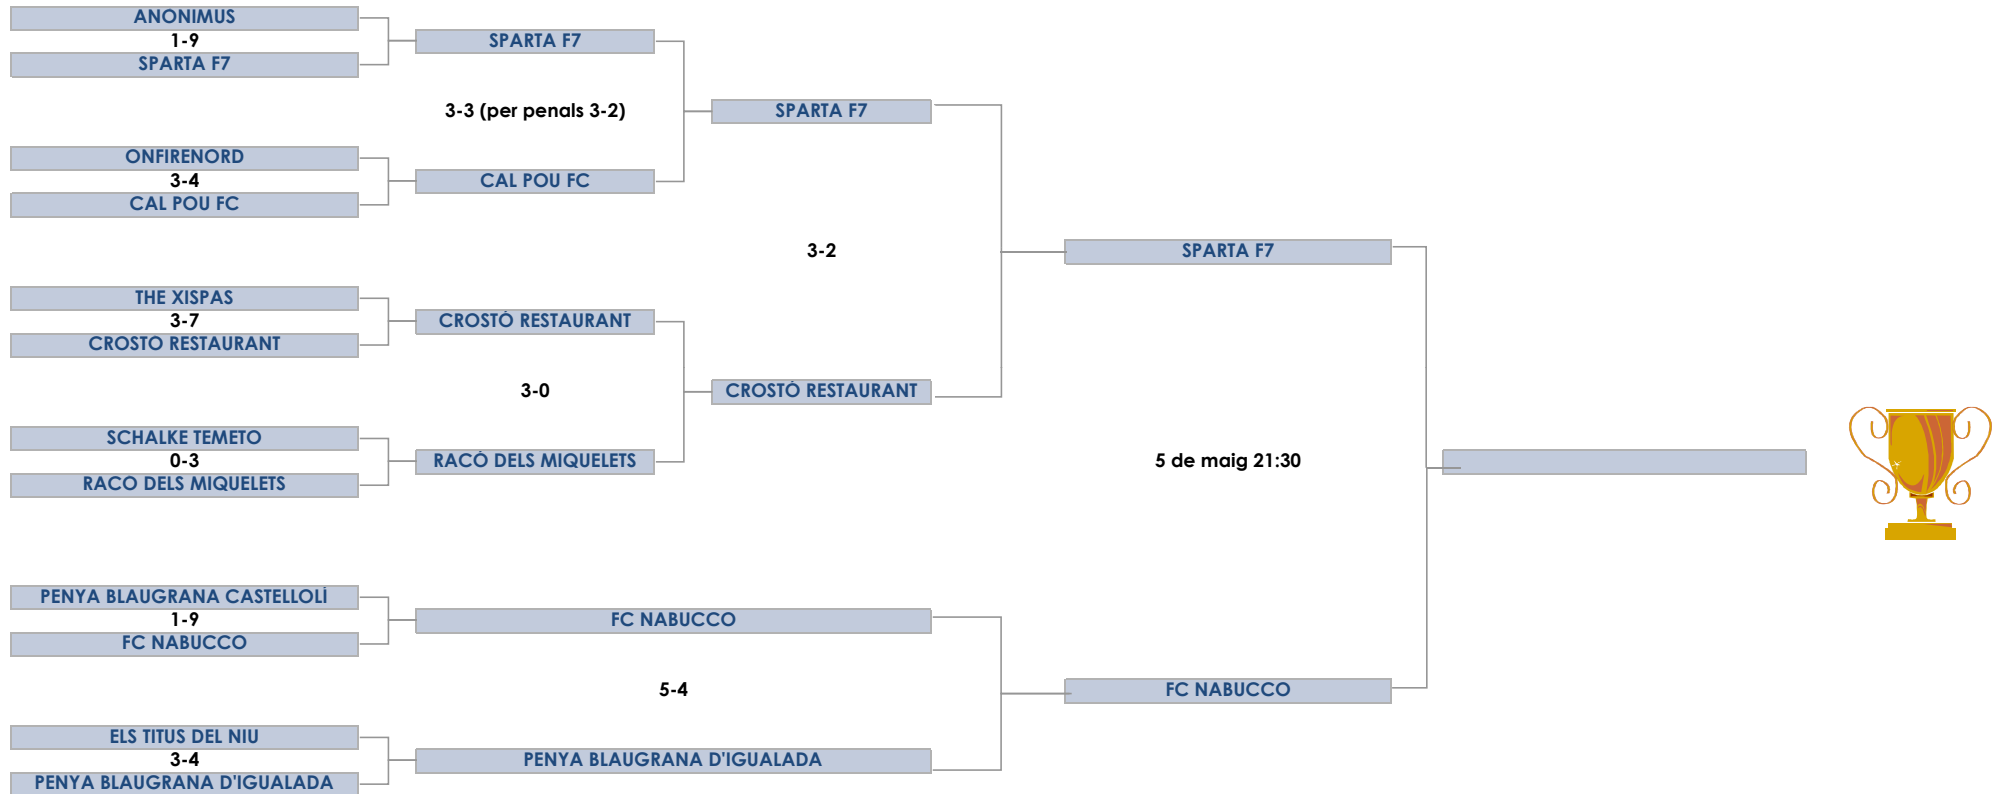 ANONIMUS
1-9
SPARTA F7
SPARTA F7
3-3 (per penals 3-2)
SPARTA F7
ONFIRENORD
3-4
CAL POU FC
CAL POU FC
3-2
SPARTA F7
THE XISPAS
3-7
CROSTÓ RESTAURANT
CROSTÓ RESTAURANT
3-0
CROSTÓ RESTAURANT
SCHALKE TEMETO
0-3
RACÓ DELS MIQUELETS
RACÓ DELS MIQUELETS
5 de maig 21:30
PENYA BLAUGRANA CASTELLOLÍ
1-9
FC NABUCCO
FC NABUCCO
5-4
FC NABUCCO
ELS TITUS DEL NIU
3-4
PENYA BLAUGRANA D'IGUALADA
PENYA BLAUGRANA D'IGUALADA